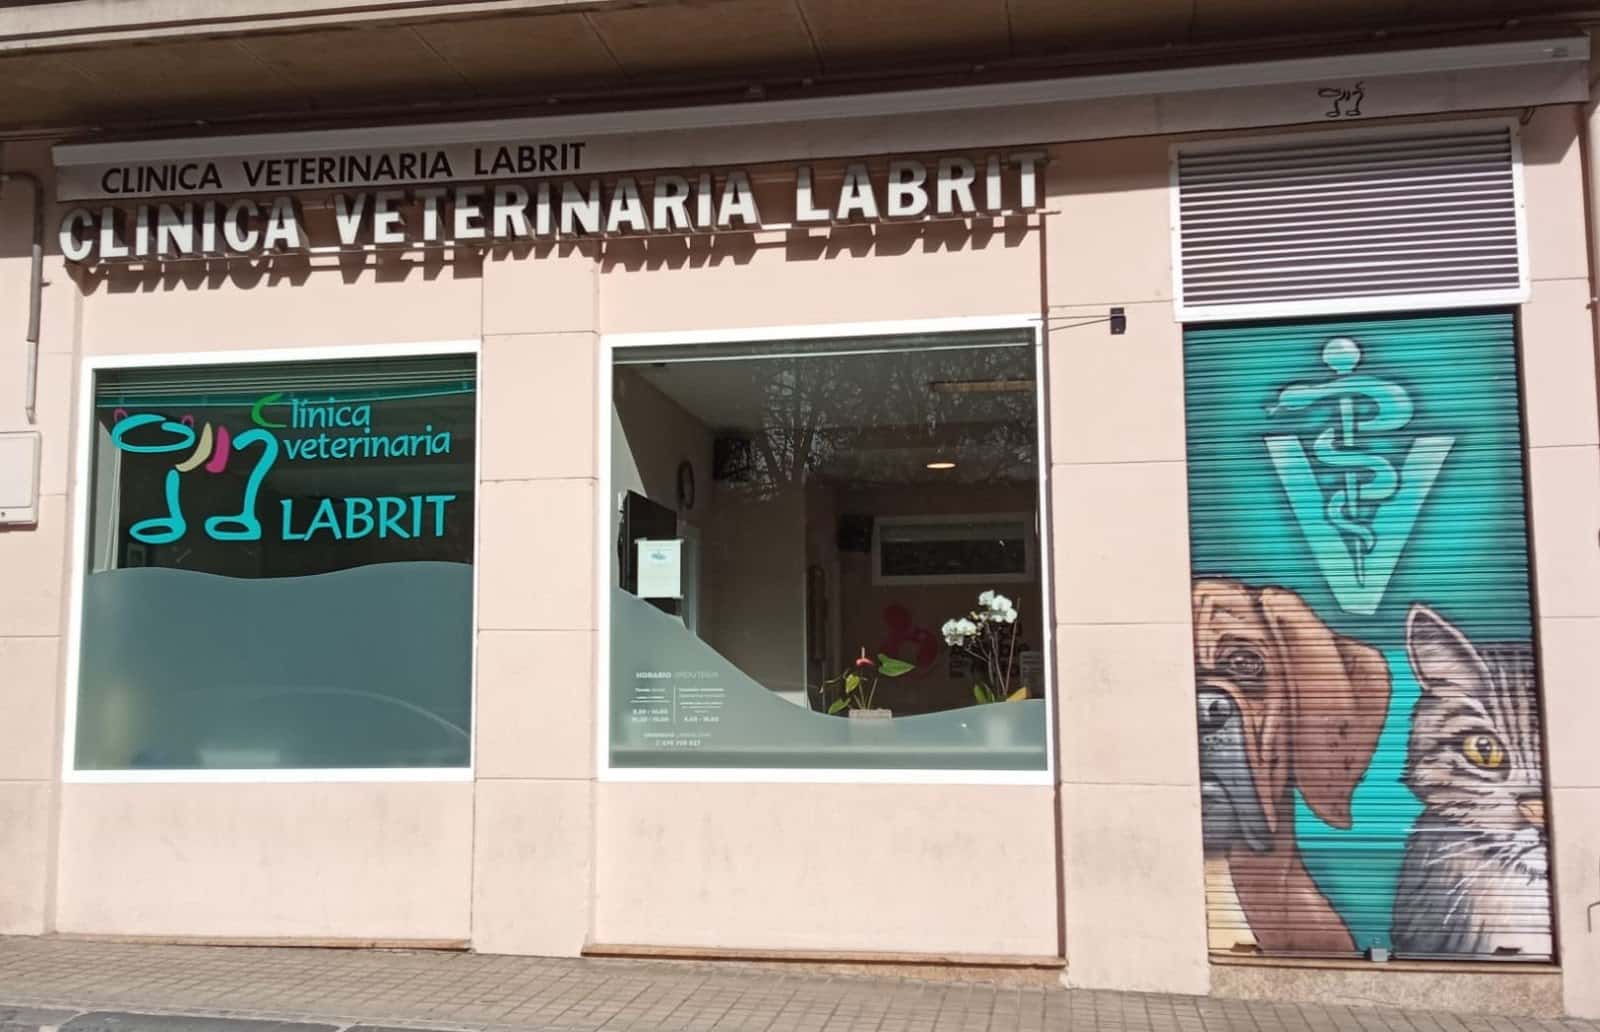 CLINICA VETERINARIA LABRIT
CLINICA VETERINARIA LABRIT
Clínica
veterinaria
LABRIT
V
HORARIO